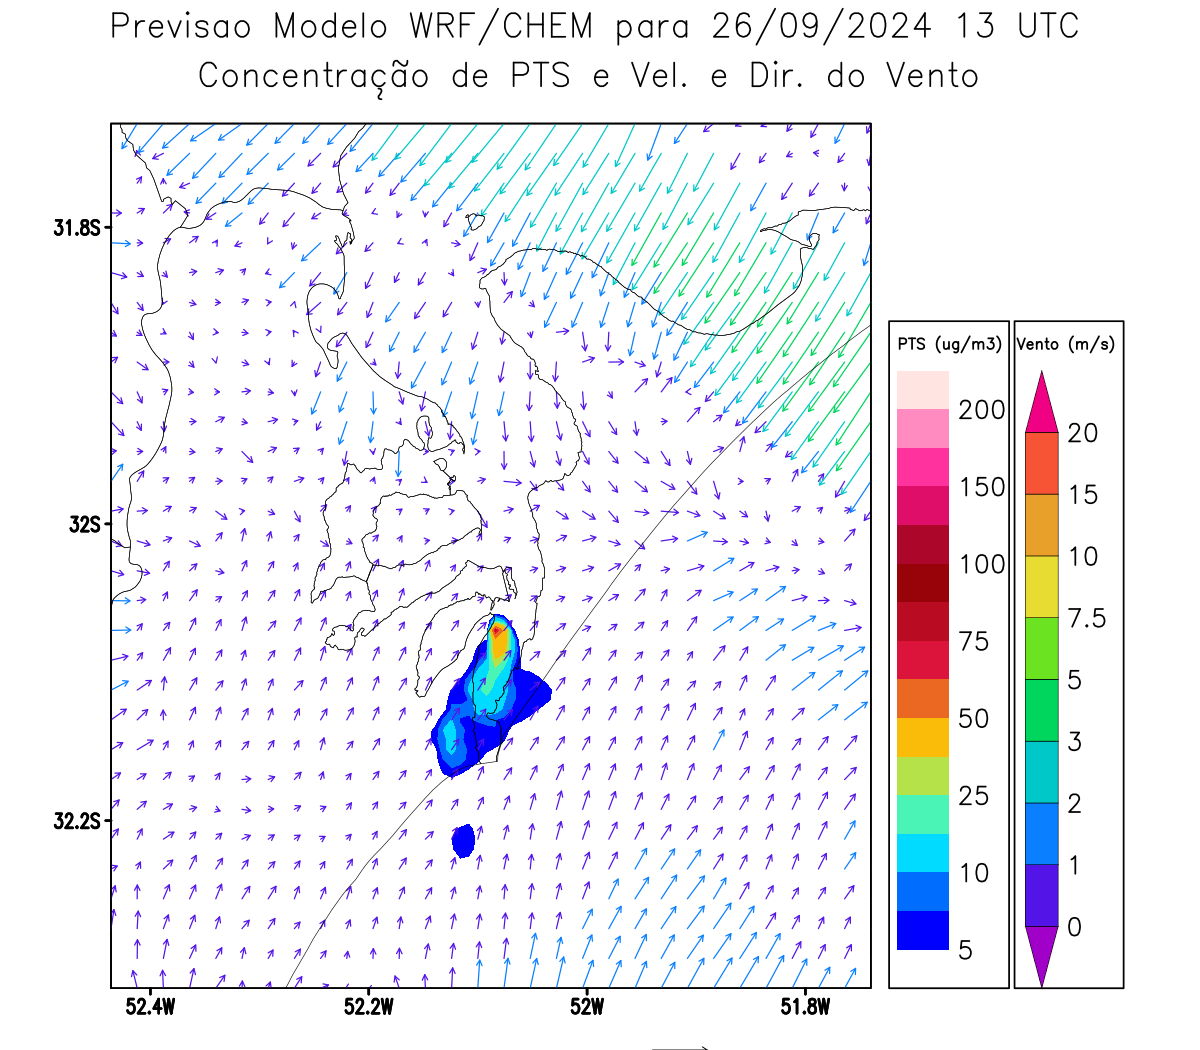 Previsao Modelo WRF/CHEM para 26/09/2024 13 UTC
Concentração de PTS e Vel. e Dir. do Vento
31.8S
32S
32.2S
52.4W
52.2W
52W
51.8W
PTS (ug/m3)
200
150
100
75
50
25
10
5
Vento (m/s)
20
15
10
7.5
5
3
2
1
0